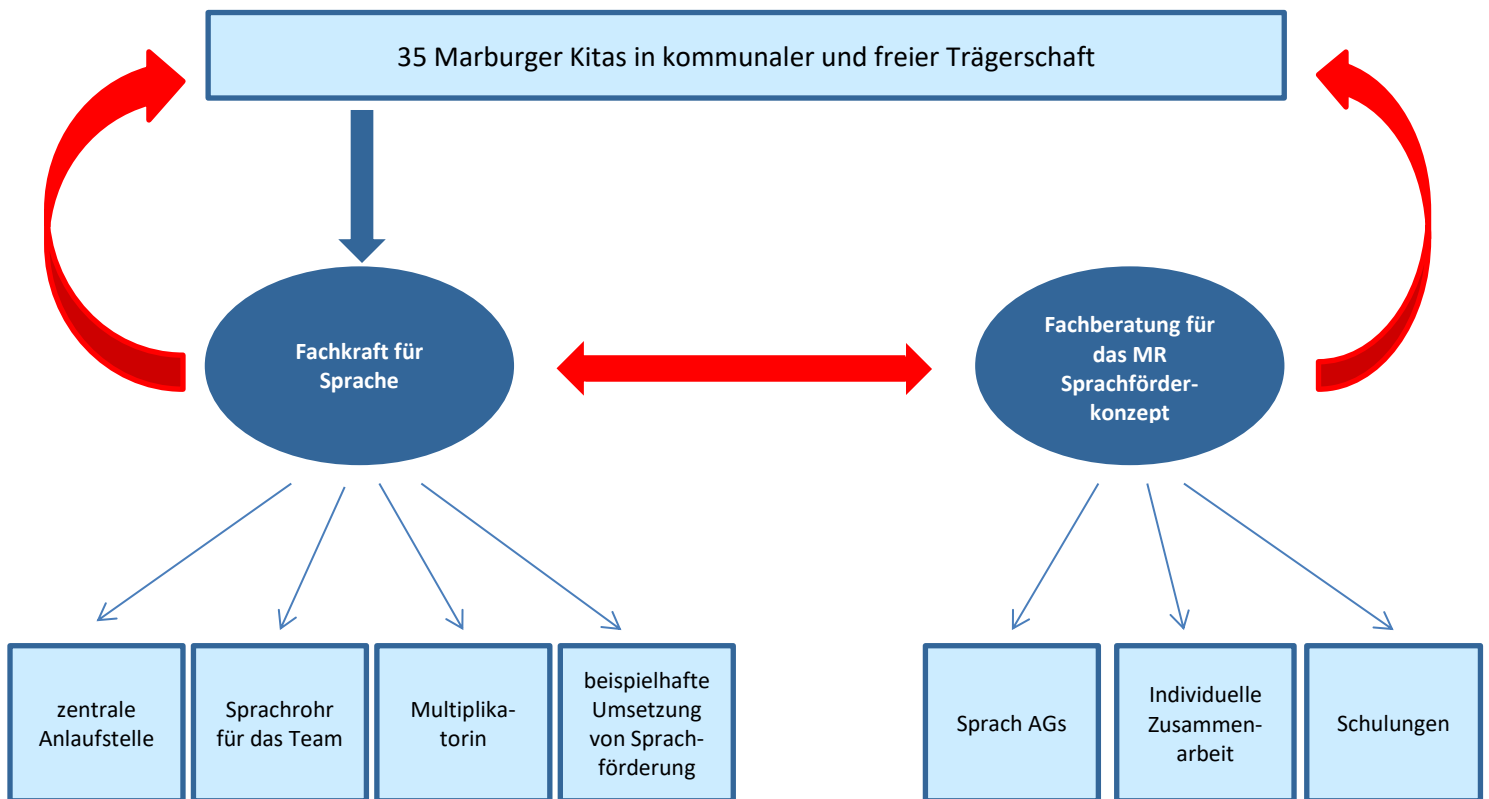 35 Marburger Kitas in kommunaler und freier Trägerschaft
Fachkraft für
Sprache
Fachberatung für
das MR
Sprachförder-
konzept
zentrale
Anlaufstelle
Sprachrohr
für das Team
Multiplika-
torin
beispielhafte
Umsetzung
von Sprach-
förderung
Sprach AGs
Individuelle
Zusammen-
arbeit
Schulungen